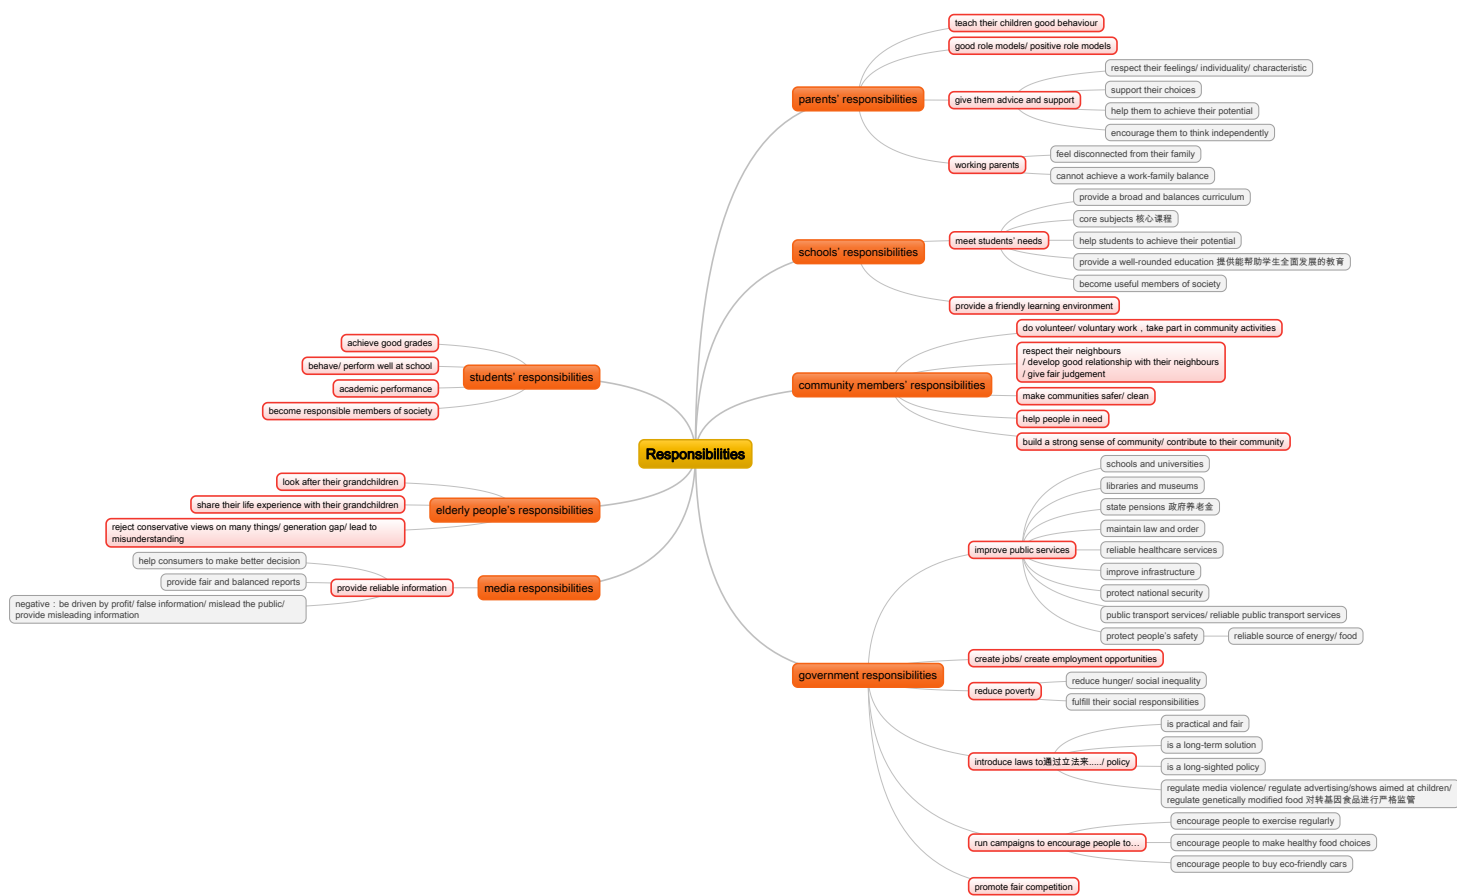 Responsibilities
parents' responsibilities
teach their children good behaviour
good role models/ positive role models
give them advice and support
respect their feelings/ individuality/ characteristic
support their choices
help them to achieve their potential
encourage them to think independently
working parents
feel disconnected from their family
cannot achieve a work-family balance
schools' responsibilities
meet students' needs
provide a broad and balances curriculum
core subjects 核心课程
help students to achieve their potential
provide a well-rounded education 提供能帮助学生全面发展的教育
become useful members of society
provide a friendly learning environment
community members' responsibilities
do volunteer/ voluntary work，take part in community activities
respect their neighbours
/ develop good relationship with their neighbours
/ give fair judgement
make communities safer/ clean
help people in need
build a strong sense of community/ contribute to their community
government responsibilities
improve public services
schools and universities
libraries and museums
state pensions 政府养老金
maintain law and order
reliable healthcare services
improve infrastructure
protect national security
public transport services/ reliable public transport services
protect people's safety
reliable source of energy/ food
create jobs/ create employment opportunities
reduce poverty
reduce hunger/ social inequality
fulfill their social responsibilities
introduce laws to通过立法来...../ policy
is practical and fair
is a long-term solution
is a long-sighted policy
regulate media violence/ regulate advertising/shows aimed at children/
regulate genetically modified food 对转基因食品进行严格监管
run campaigns to encourage people to…
encourage people to exercise regularly
encourage people to make healthy food choices
encourage people to buy eco-friendly cars
promote fair competition
students' responsibilities
achieve good grades
behave/ perform well at school
academic performance
become responsible members of society
elderly people's responsibilities
look after their grandchildren
share their life experience with their grandchildren
reject conservative views on many things/ generation gap/ lead to
misunderstanding
media responsibilities
provide reliable information
help consumers to make better decision
provide fair and balanced reports
negative：be driven by profit/ false information/ mislead the public/
provide misleading information